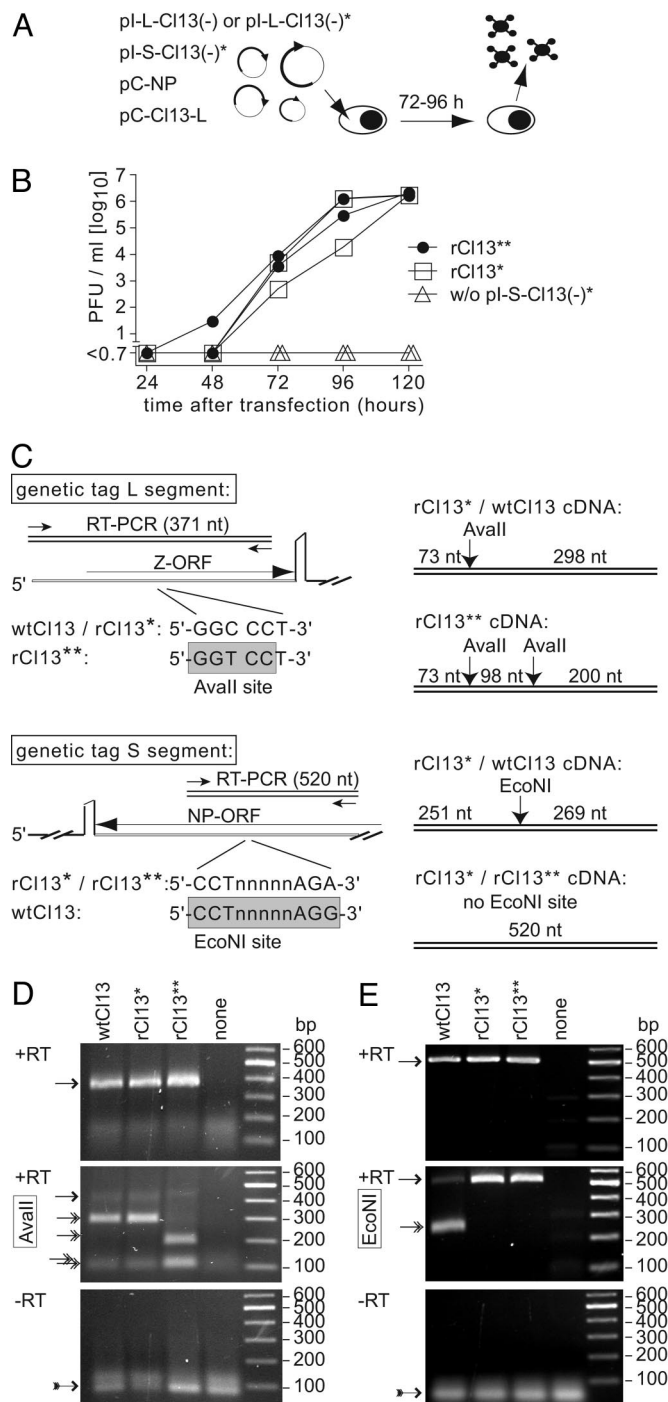 A
pI-L-Cl13(-) or pI-L-Cl13(-)*
pI-S-Cl13(-)*
pC-NP
pC-Cl13-L
72-96 h
B
PFU / ml [log10]
7
6
5
4
3
2
1
<0.7
24 48 72 96 120
time after transfection (hours)
rCl13**
rCl13*
w/o pI-S-Cl13(-)*
C
genetic tag L segment:
RT-PCR (371 nt)
Z-ORF
5'
wtCl13 / rCl13*: 5'-GGC CCT-3'
rCl13**: 5'-GGT CCT-3'
AvaII site
rCl13* / wtCl13 cDNA:
AvaII
73 nt 298 nt
rCl13** cDNA:
AvaII AvaII
73 nt 98 nt 200 nt
genetic tag S segment:
RT-PCR (520 nt)
NP-ORF
5'
rCl13* / rCl13**: 5'-CCTnnnnnAGA-3'
wtCl13: 5'-CCTnnnnnAGG-3'
EcoNI site
rCl13* / wtCl13 cDNA:
EcoNI
251 nt 269 nt
rCl13* / rCl13** cDNA:
no EcoNI site
520 nt
D
wtCl13 rCl13* rCl13** none
bp
+RT
600
500
400
300
200
100
+RT
AvaII
600
500
400
300
200
100
-RT
600
500
400
300
200
100
E
wtCl13 rCl13* rCl13** none
bp
+RT
600
500
400
300
200
100
+RT
EcoNI
600
500
400
300
200
100
-RT
600
500
400
300
200
100